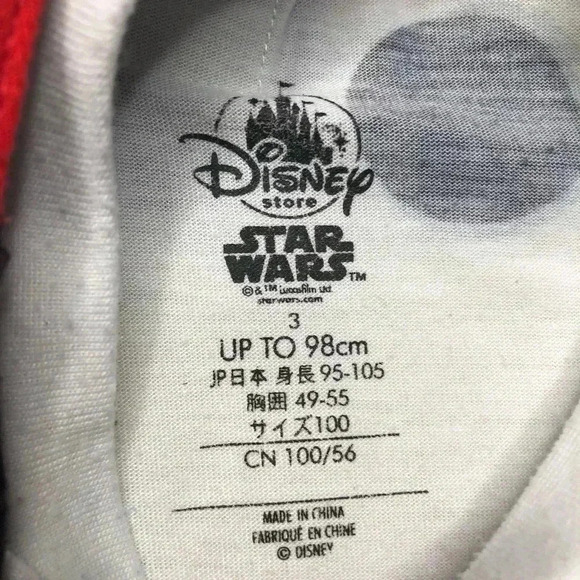 Disney
store
STAR
WARS™
©&™ Lucasfilm Ltd.
starwars.com
3
UP TO 98cm
JP日本 身長 95-105
胸囲 49-55
サイズ100
CN 100/56
MADE IN CHINA
FABRIQUÉ EN CHINE
© DISNEY